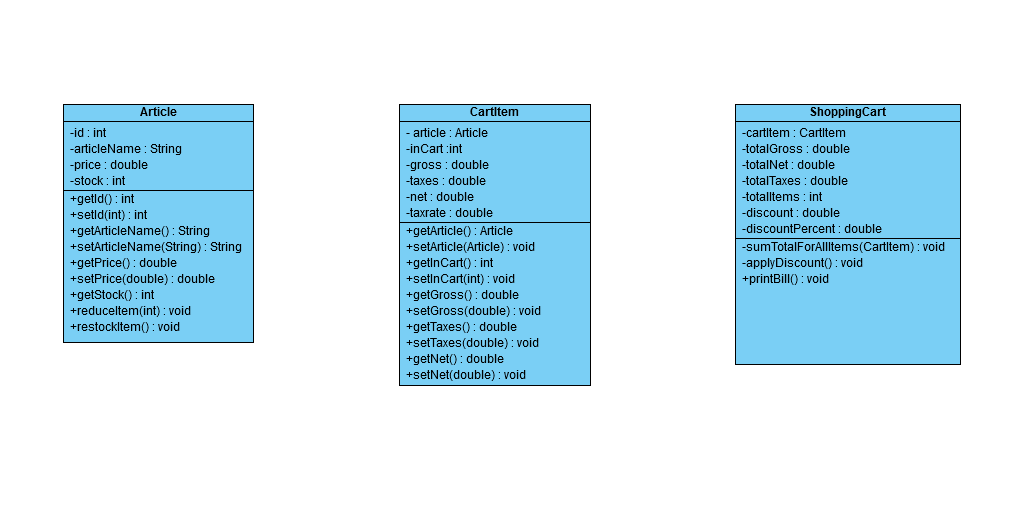 Article
-id : int
-articleName : String
-price : double
-stock : int
+getId() : int
+setId(int) : int
+getArticleName() : String
+setArticleName(String) : String
+getPrice() : double
+setPrice(double) : double
+getStock() : int
+reduceItem(int) : void
+restockItem() : void
CartItem
- article : Article
-inCart :int
-gross : double
-taxes : double
-net : double
-taxrate : double
+getArticle() : Article
+setArticle(Article) : void
+getInCart() : int
+setInCart(int) : void
+getGross() : double
+setGross(double) : void
+getTaxes() : double
+setTaxes(double) : void
+getNet() : double
+setNet(double) : void
ShoppingCart
-cartItem : CartItem
-totalGross : double
-totalNet : double
-totalTaxes : double
-totalItems : int
-discount : double
-discountPercent : double
-sumTotalForAllItems(CartItem) : void
-applyDiscount() : void
+printBill() : void